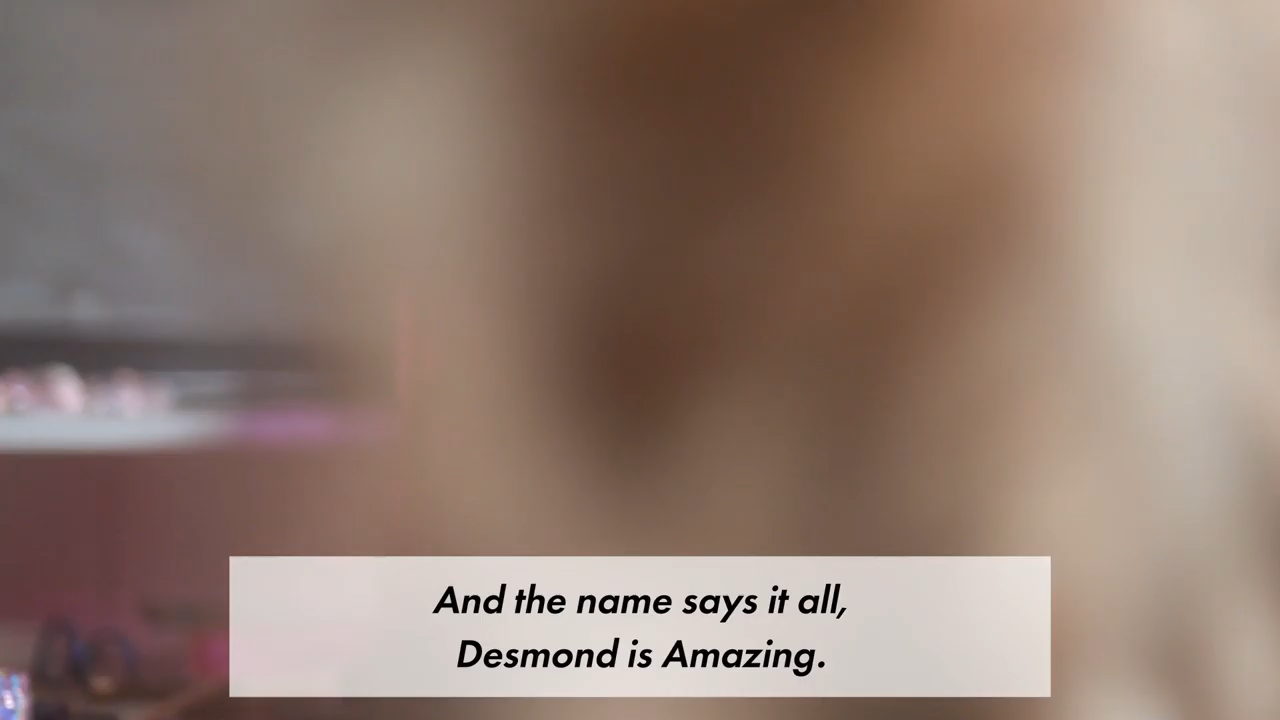 And the name says it all,
Desmond is Amazing.